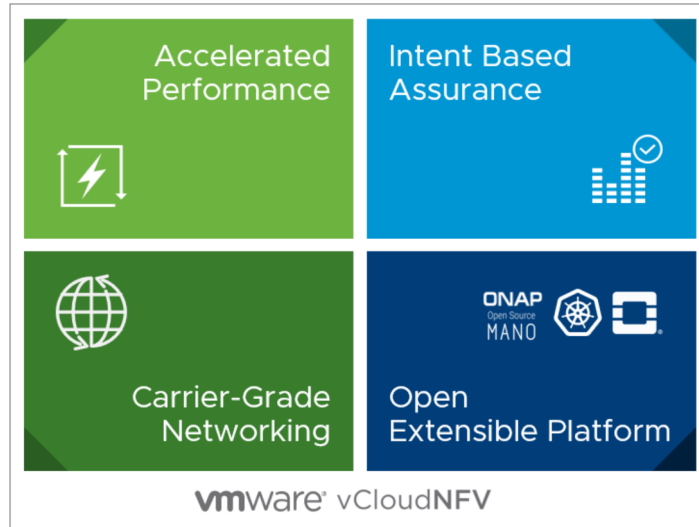 Accelerated
Performance
Intent Based
Assurance
Carrier-Grade
Networking
ONAP
Open Source
MANO
Open
Extensible Platform
vmware® vCloudNFV